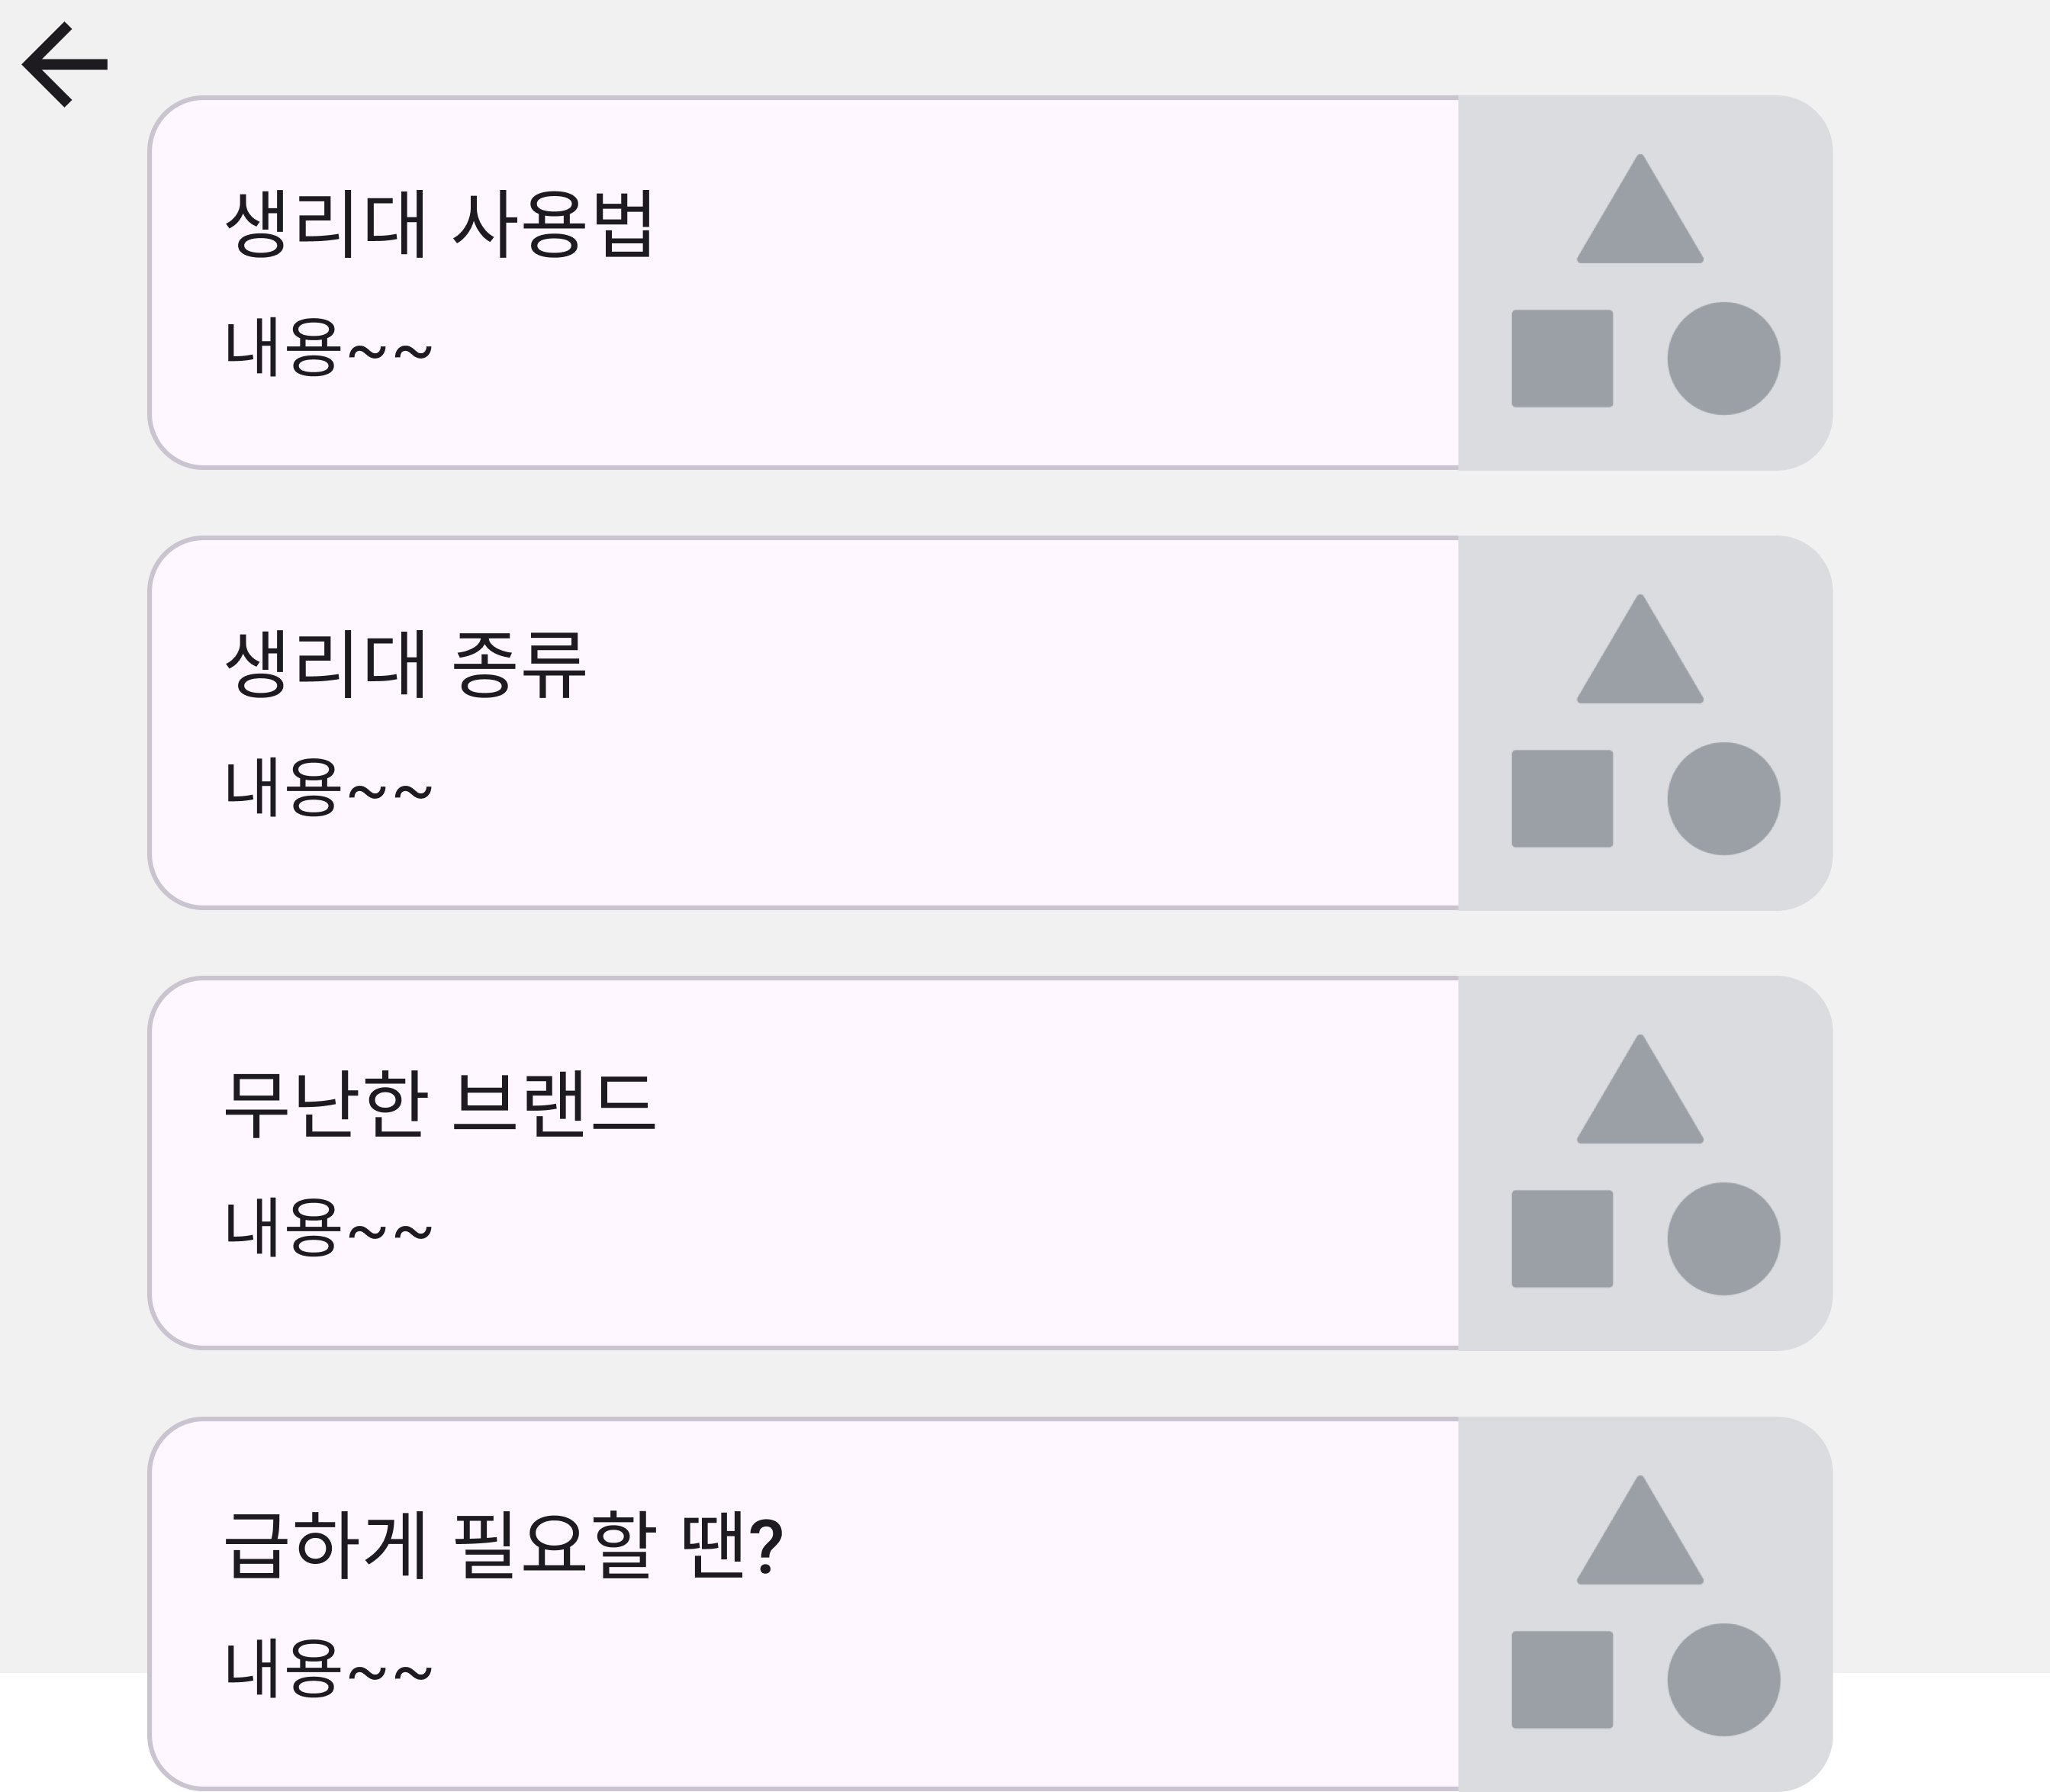 생리대 사용법
내용~~
생리대 종류
내용~~
무난한 브랜드
내용~~
급하게 필요할 땐?
내용~~